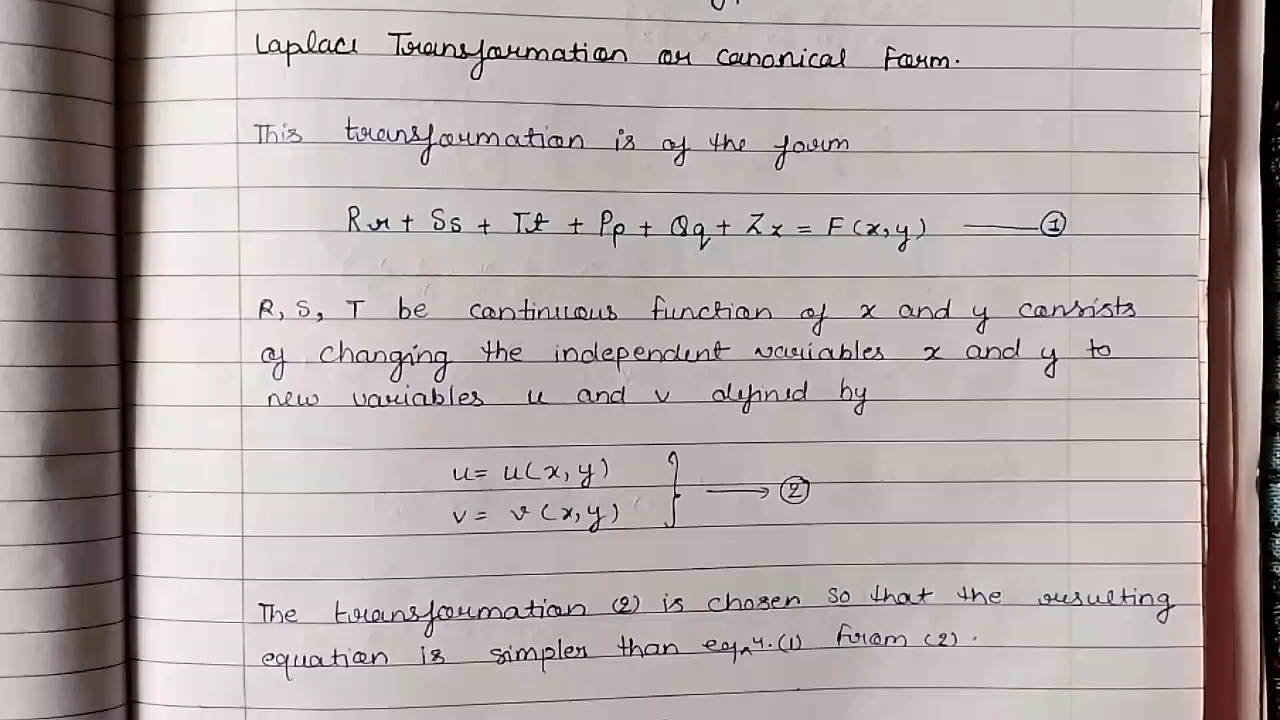 Laplace Transformation or canonical Form.
This transformation is of the form
Rr + Ss + Tt + Pp + Qq + Zx = F(x,y) —— ①
R, S, T be continuous function of x and y consists
of changing the independent variables x and y to
new variables u and v defined by
u = u(x, y)
v = v(x, y) } → ②
The transformation (2) is chosen so that the resulting
equation is simpler than eqⁿ.(1) from (2).